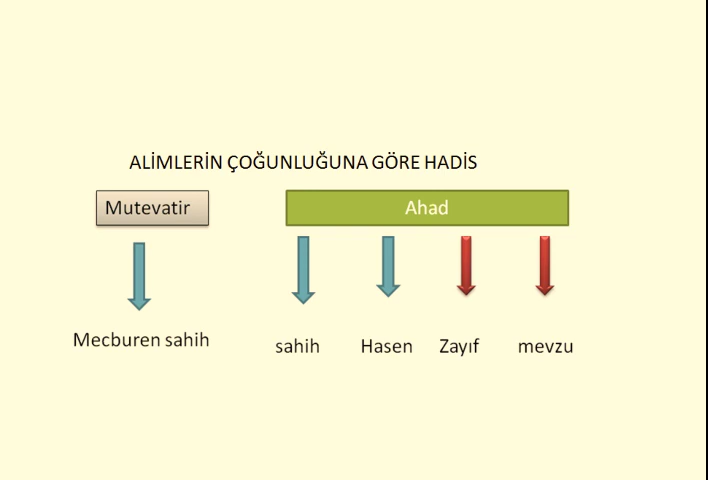 ALİMLERİN ÇOĞUNLUĞUNA GÖRE HADİS
Mutevatir
Ahad
Mecburen sahih
sahih
Hasen
Zayıf
mevzu